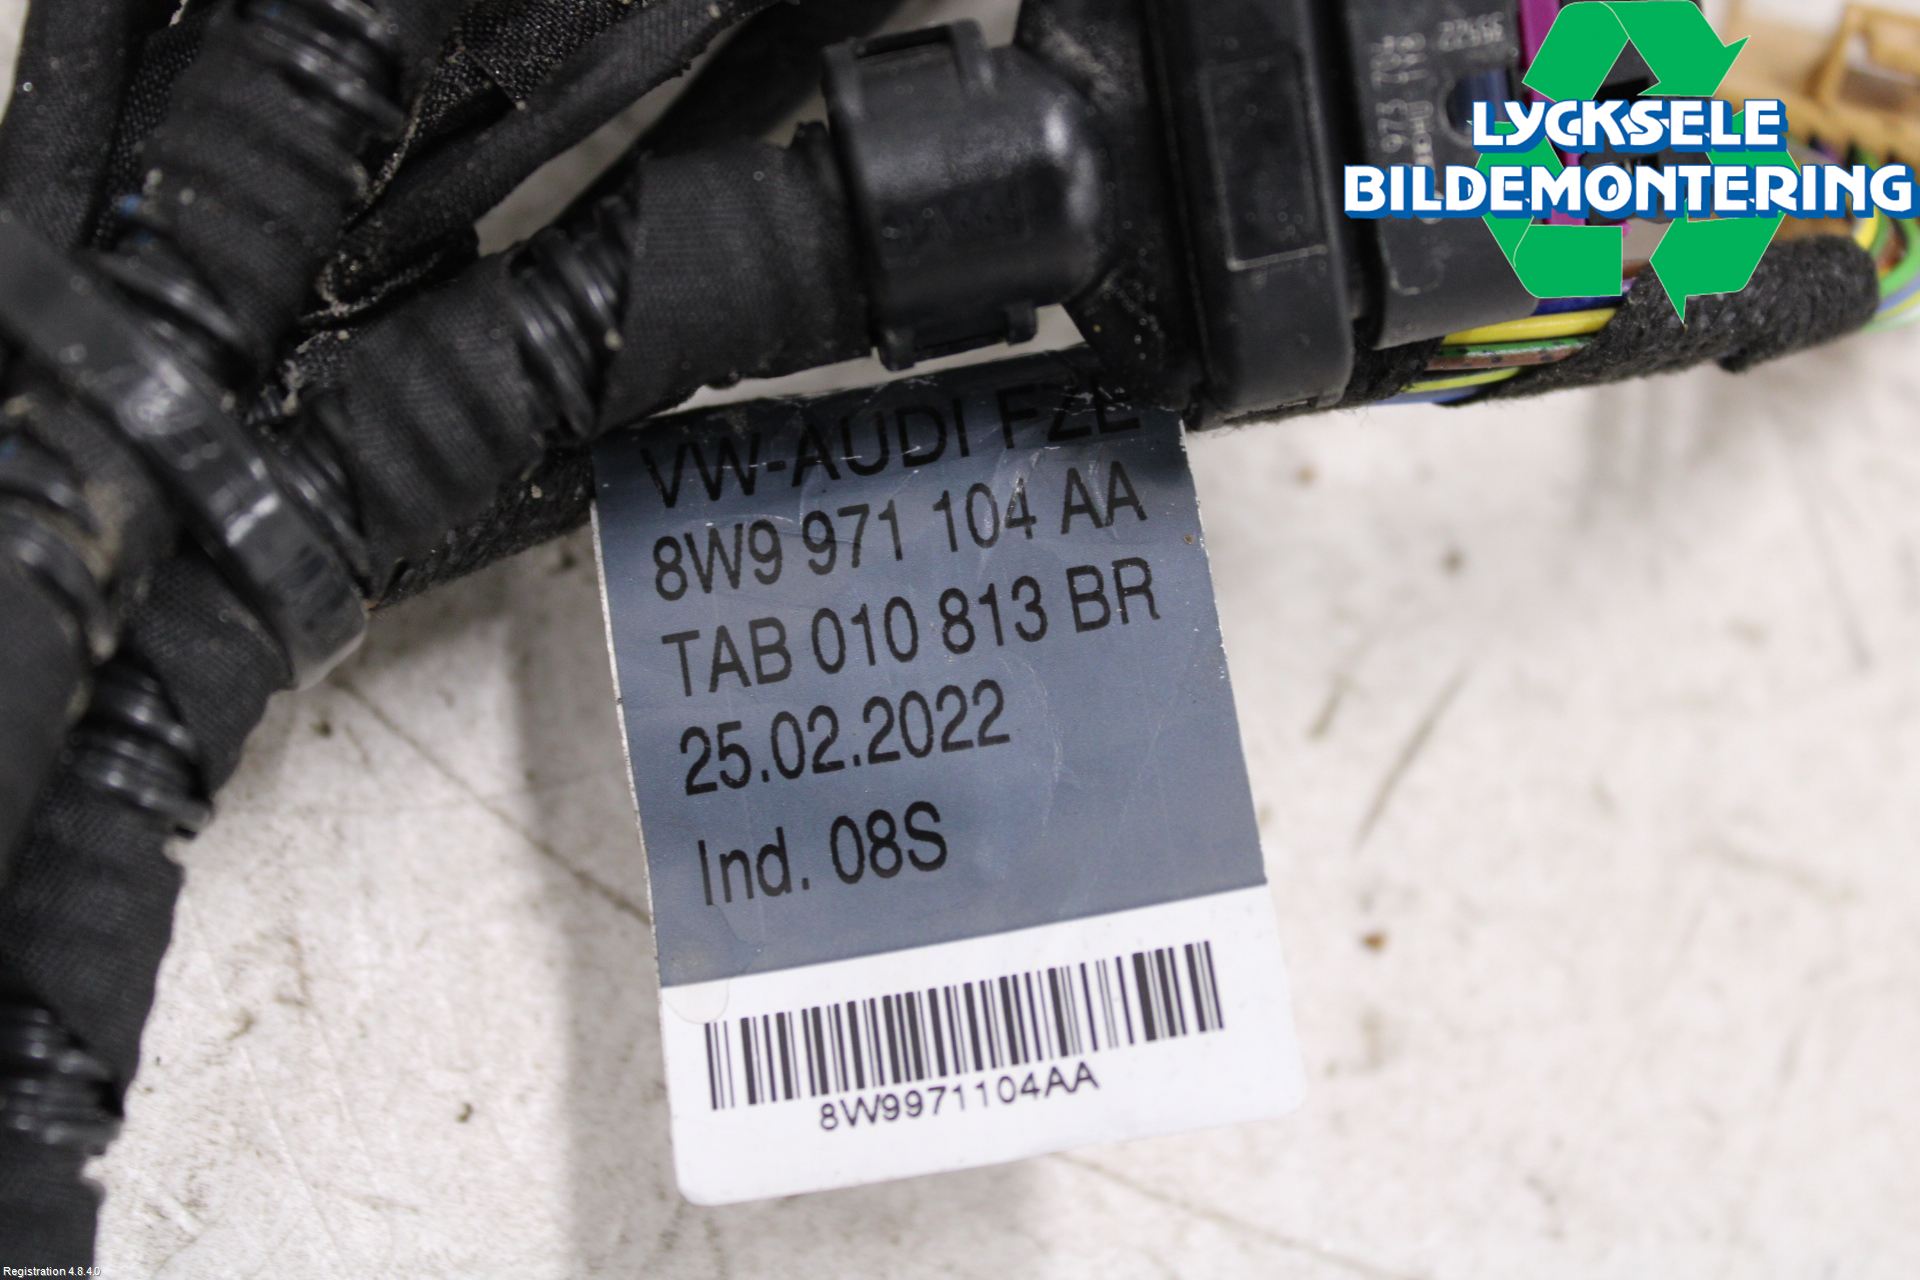 LYCKSELE
BILDEMONTERING
VW-AUDI FZE
8W9 971 104 AA
TAB 010 813 BR
25.02.2022
Ind. 08S
8W9971104AA
Registration 4.8.4.0